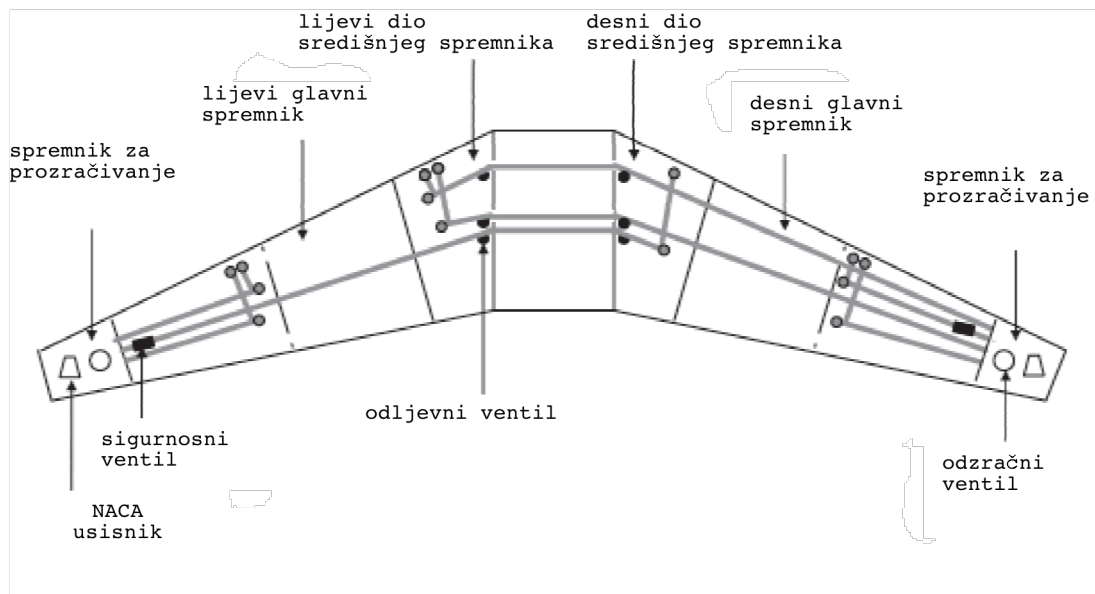 lijevi dio
središnjeg spremnika
desni dio
središnjeg spremnika
lijevi glavni
spremnik
desni glavni
spremnik
spremnik za
prozračivanje
spremnik za
prozračivanje
odljevni ventil
sigurnosni
ventil
odzračni
ventil
NACA
usisnik